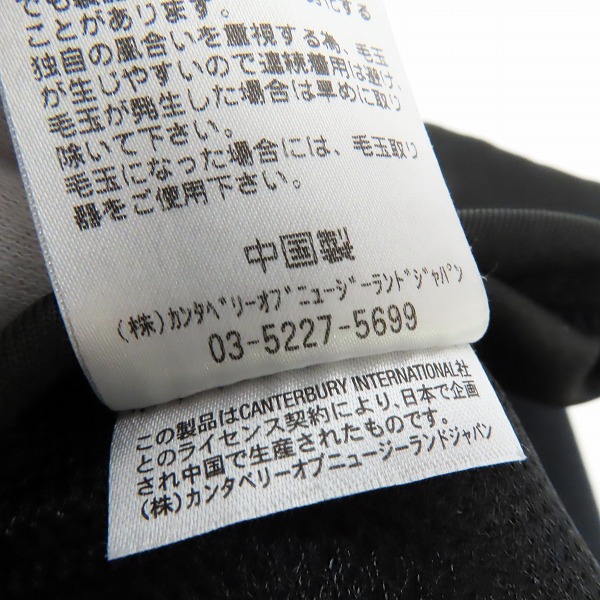 ことがあります。
独自の風合いを重視する為、毛玉
が生じやすいので連続着用は避け、
毛玉が発生した場合は早めに取り
除いて下さい。
毛玉になった場合には、毛玉取り
器をご使用下さい。
中国製
(株)カンタベリーオブニュージーランドジャパン
03-5227-5699
この製品はCANTERBURY INTERNATIONAL社
とのライセンス契約により、日本で企画
され中国で生産されたものです。
(株)カンタベリーオブニュージーランドジャパン